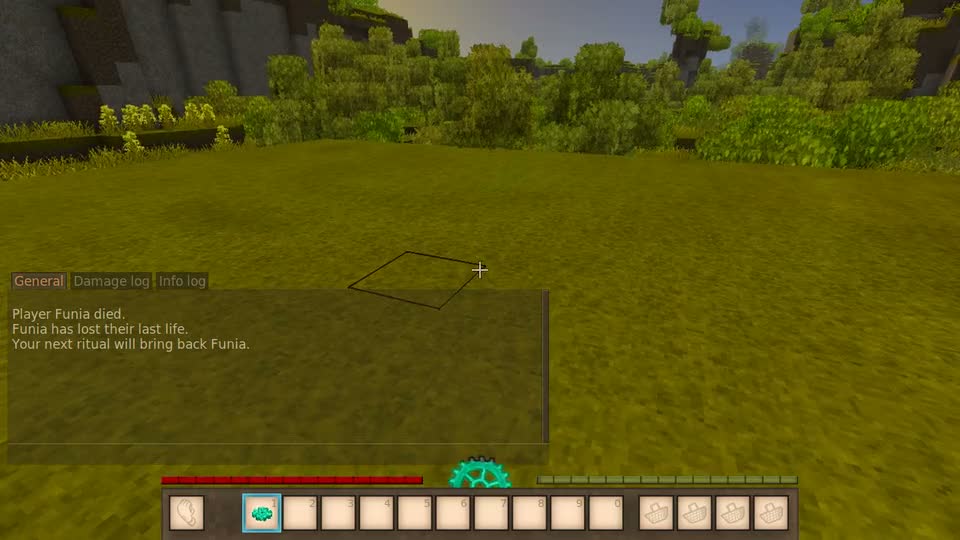 General Damage log Info log
Player Funia died.
Funia has lost their last life.
Your next ritual will bring back Funia.
1 2 3 4 5 6 7 8 9 0